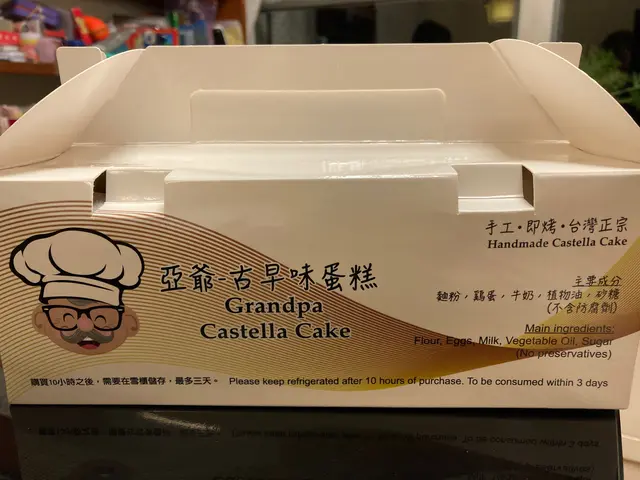 手工・即烤・台灣正宗
Handmade Castella Cake
亞爺-古早味蛋糕
Grandpa
Castella Cake
主要成分
麵粉，鷄蛋，牛奶，植物油，砂糖
(不含防腐劑)
Main ingredients:
Flour, Eggs, Milk, Vegetable Oil, Sugar
(No preservatives)
購買10小時之後，需要在雪櫃儲存，最多三天。 Please keep refrigerated after 10 hours of purchase. To be consumed within 3 days